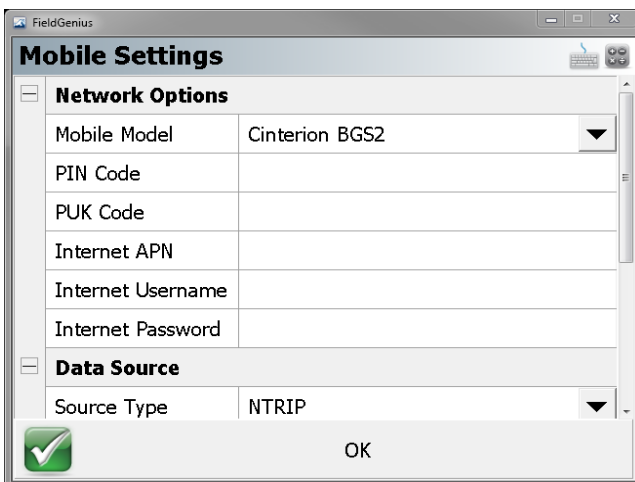 FieldGenius
Mobile Settings
Network Options
Mobile Model Cinterion BGS2
PIN Code
PUK Code
Internet APN
Internet Username
Internet Password
Data Source
Source Type NTRIP
OK